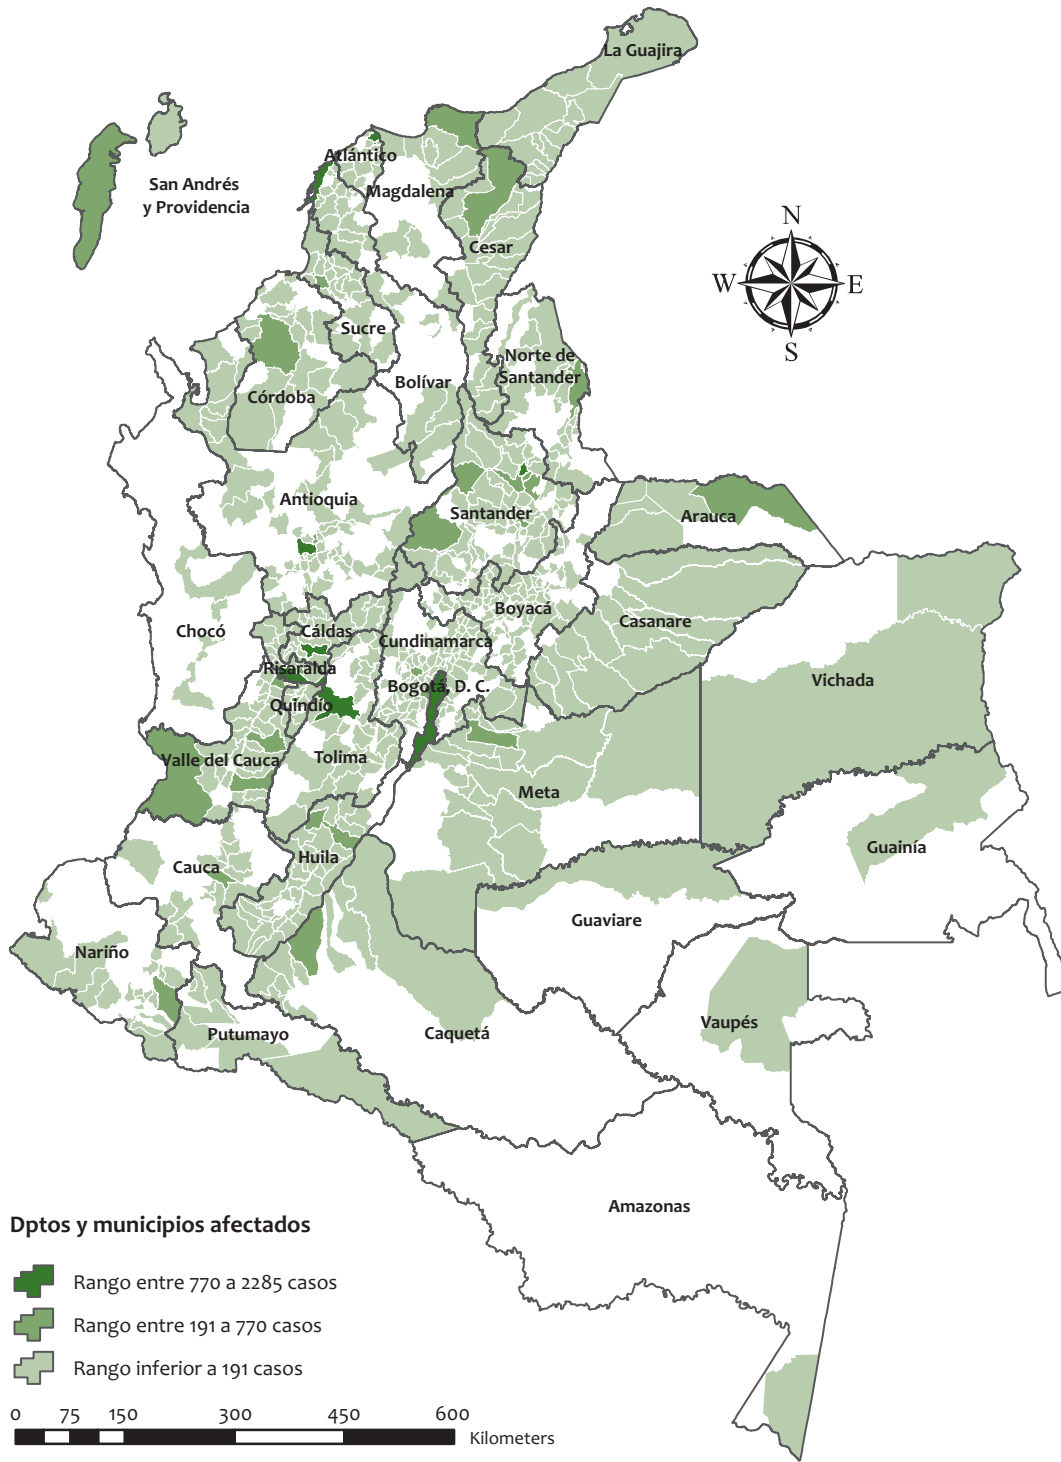 La Guajira
Atlántico
San Andrés
y Providencia
Magdalena
N
Cesar
W
E
S
Sucre
Norte de
Santander
Bolívar
Córdoba
Antioquia
Santander
Arauca
Boyacá
Chocó
Cáldas
Cundinamarca
Casanare
Risaralda
Bogotá, D. C.
Vichada
Quindío
Valle del Cauca
Tolima
Meta
Huila
Cauca
Guainía
Guaviare
Nariño
Vaupés
Putumayo
Caquetá
Amazonas
Dptos y municipios afectados
Rango entre 770 a 2285 casos
Rango entre 191 a 770 casos
Rango inferior a 191 casos
0 75 150 300 450 600
Kilometers